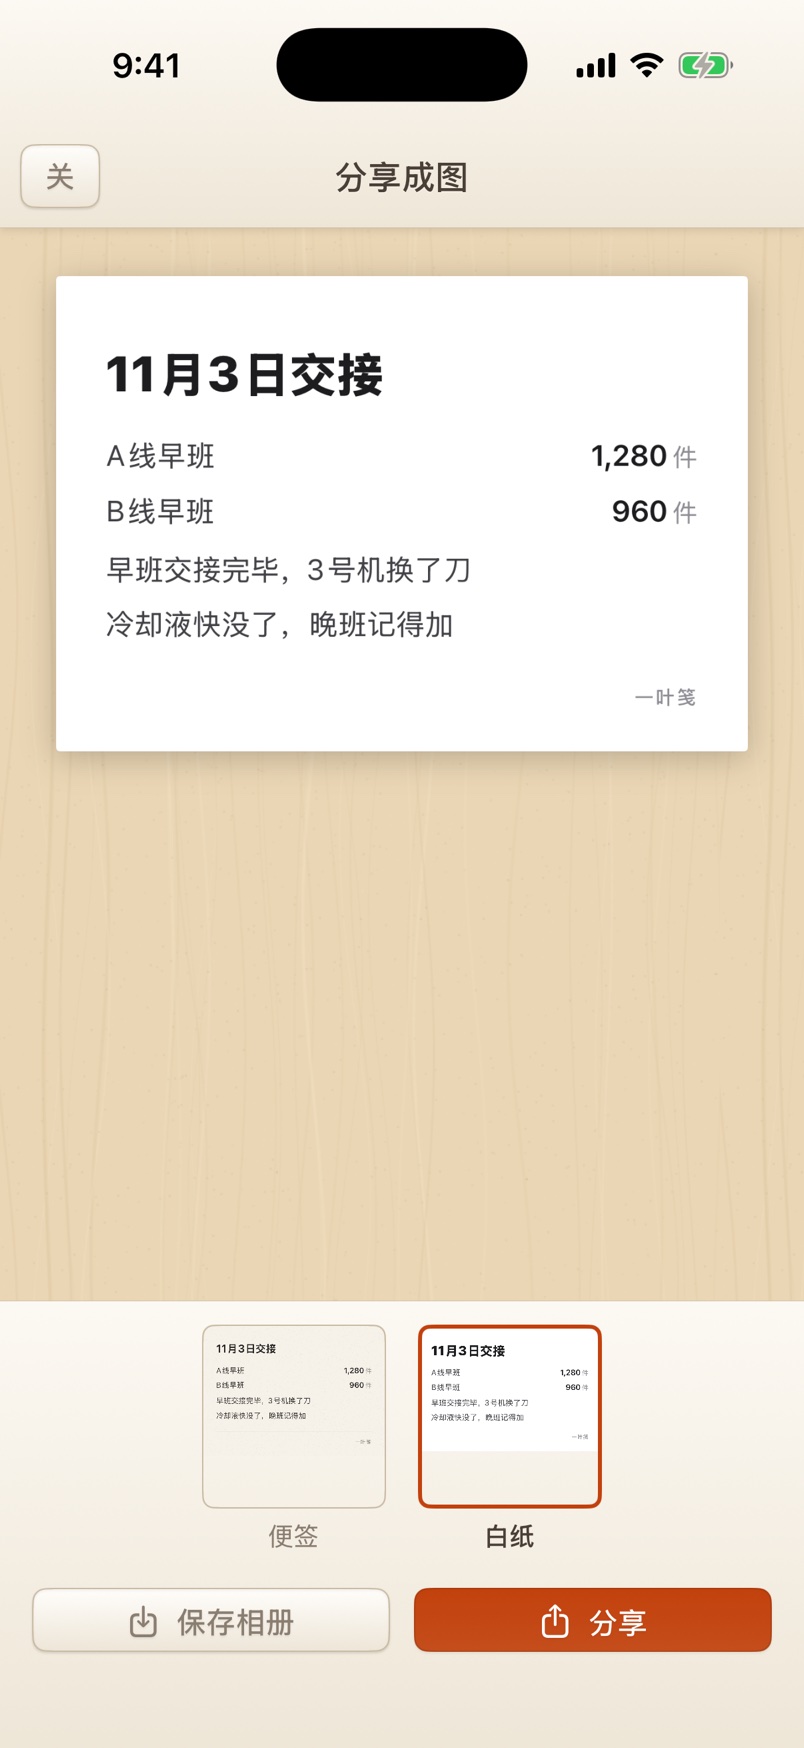 9:41
关
分享成图
11月3日交接
A线早班 1,280 件
B线早班 960 件
早班交接完毕，3号机换了刀
冷却液快没了，晚班记得加
一叶笺
11月3日交接
A线早班 1,280 件
B线早班 960 件
早班交接完毕，3号机换了刀
冷却液快没了，晚班记得加
一叶笺
11月3日交接
A线早班 1,280 件
B线早班 960 件
早班交接完毕，3号机换了刀
冷却液快没了，晚班记得加
一叶笺
便签
白纸
保存相册
分享